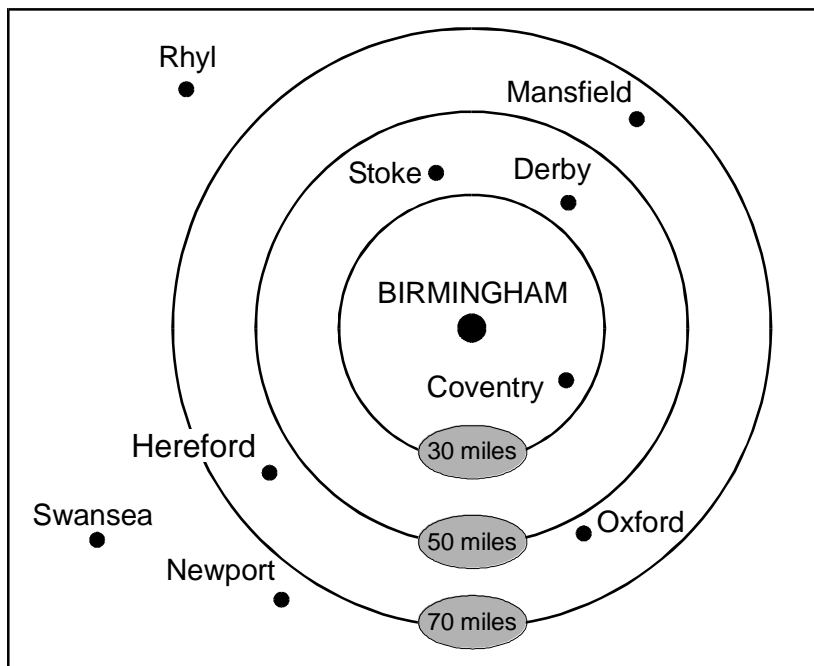 Rhyl
Mansfield
Stoke
Derby
BIRMINGHAM
Coventry
Hereford
30 miles
Swansea
Oxford
50 miles
Newport
70 miles